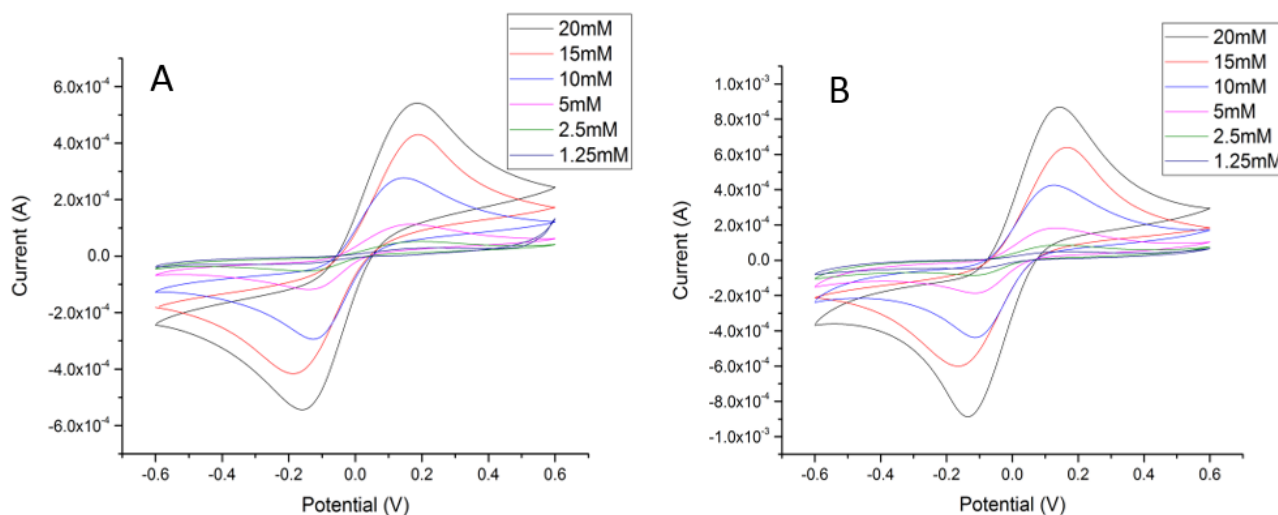 A
20mM
15mM
10mM
5mM
2.5mM
1.25mM
6.0x10⁻⁴
4.0x10⁻⁴
2.0x10⁻⁴
0.0
-2.0x10⁻⁴
-4.0x10⁻⁴
-6.0x10⁻⁴
Current (A)
-0.6 -0.4 -0.2 0.0 0.2 0.4 0.6
Potential (V)
B
20mM
15mM
10mM
5mM
2.5mM
1.25mM
1.0x10⁻³
8.0x10⁻⁴
6.0x10⁻⁴
4.0x10⁻⁴
2.0x10⁻⁴
0.0
-2.0x10⁻⁴
-4.0x10⁻⁴
-6.0x10⁻⁴
-8.0x10⁻⁴
-1.0x10⁻³
Current (A)
-0.6 -0.4 -0.2 0.0 0.2 0.4 0.6
Potential (V)